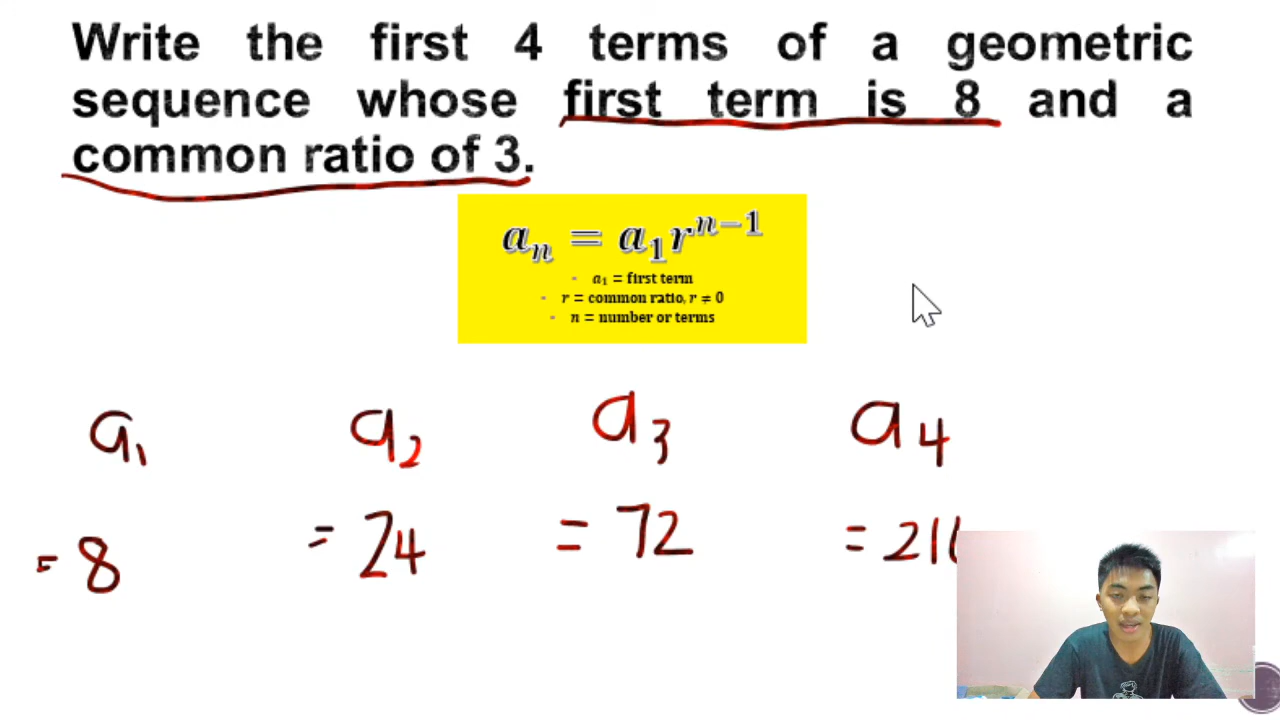 Write the first 4 terms of a geometric
sequence whose first term is 8 and a
common ratio of 3.
aₙ = a₁rⁿ⁻¹
- a₁ = first term
- r = common ratio, r ≠ 0
- n = number or terms
a₁ a₂ a₃ a₄
= 8 = 24 = 72